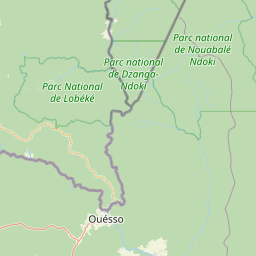 Parc national
de Nouabalé
Ndoki
Parc national
de Dzanga-
Ndoki
Parc National
de Lobéké
Ouésso